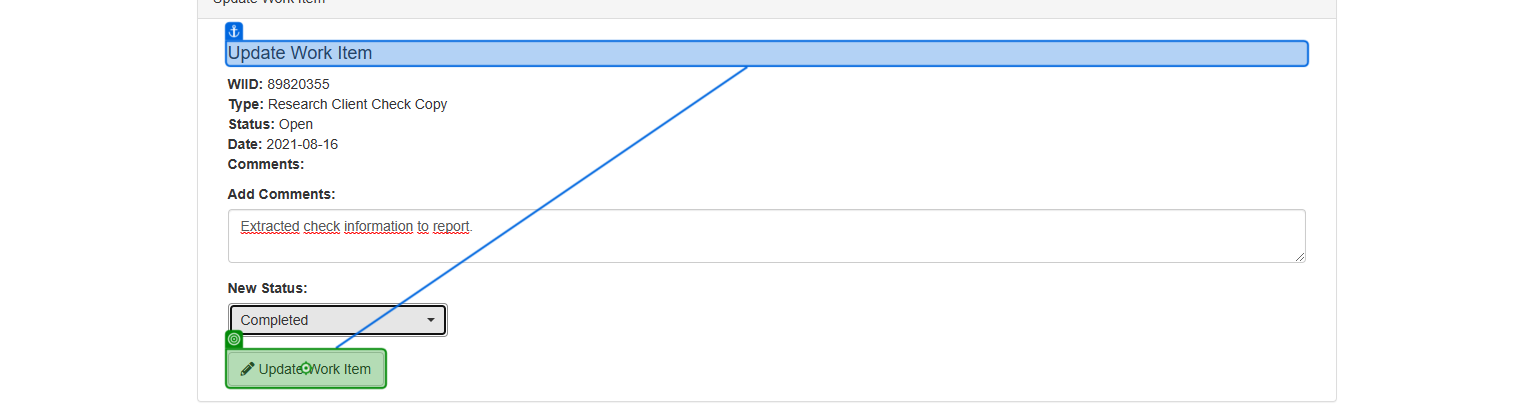 Update Work Item
Update Work Item
WIID: 89820355
Type: Research Client Check Copy
Status: Open
Date: 2021-08-16
Comments:
Add Comments:
Extracted check information to report.
New Status:
Completed
Update Work Item